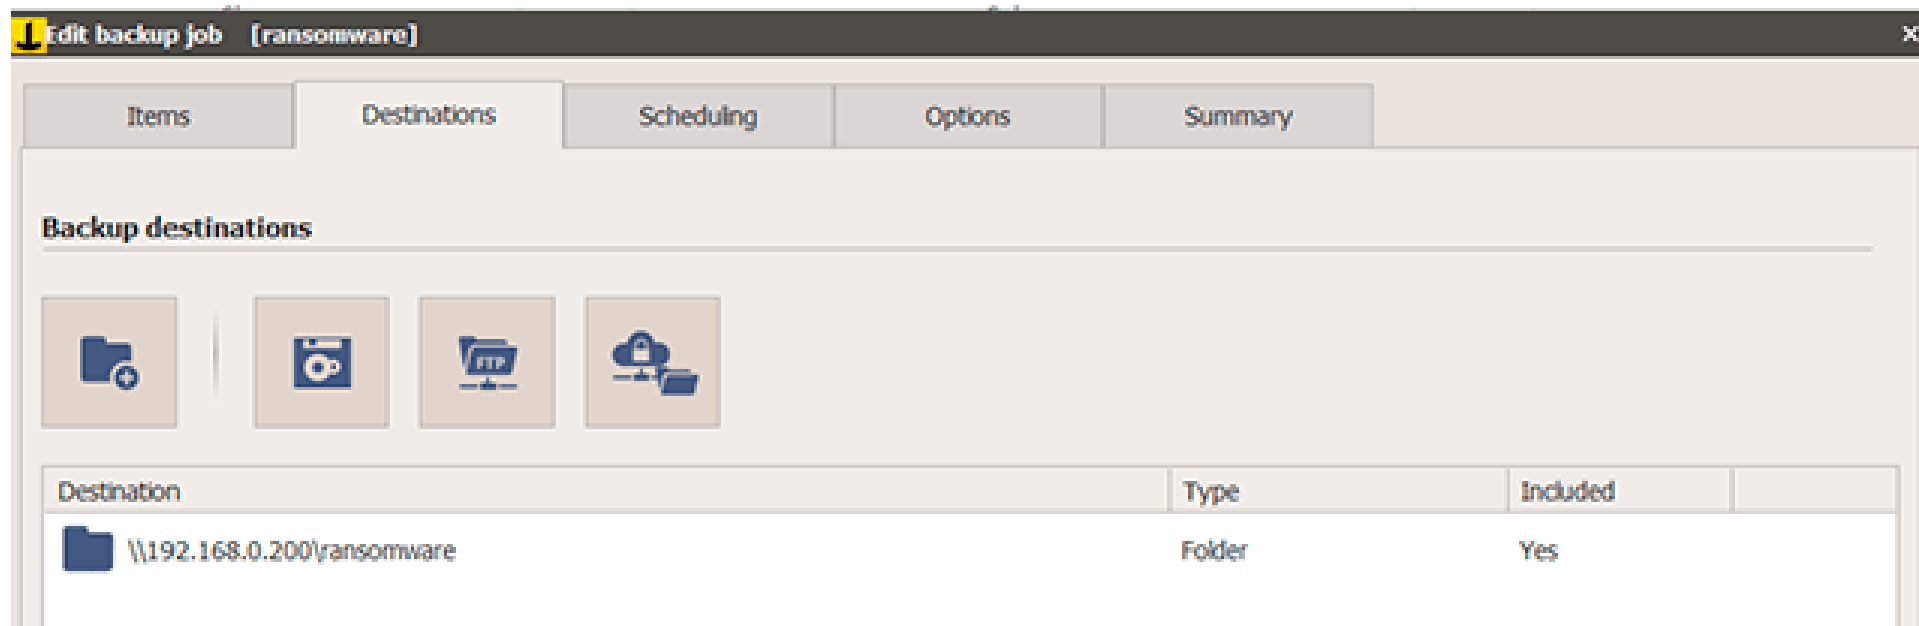 Edit backup job [ransomware] x
Items Destinations Scheduling Options Summary
Backup destinations
FTP
Destination Type Included
\\192.168.0.200\ransomware Folder Yes